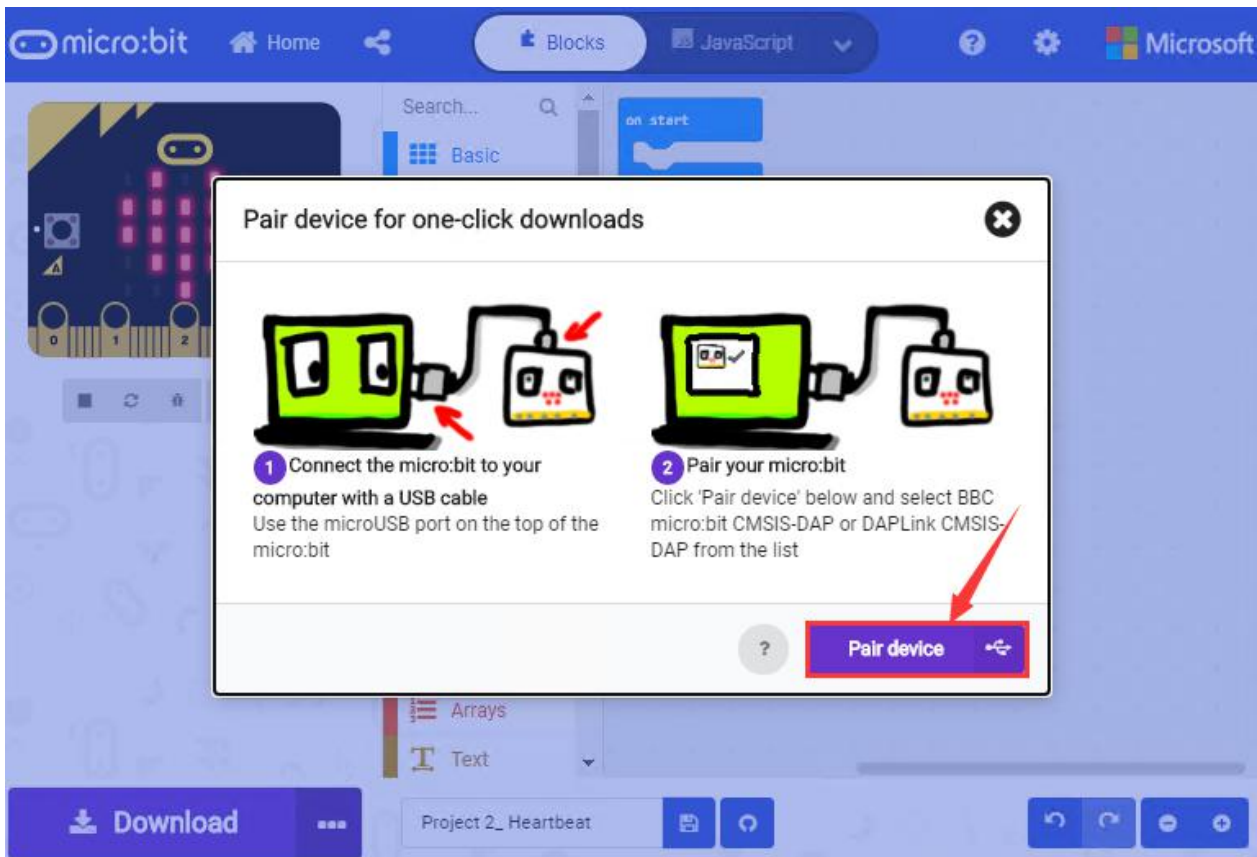 micro:bit Home Blocks JavaScript Microsoft
Search...
on start
Basic
Pair device for one-click downloads
A
0 1 2
1 Connect the micro:bit to your
computer with a USB cable
Use the microUSB port on the top of the
micro:bit
2 Pair your micro:bit
Click 'Pair device' below and select BBC
micro:bit CMSIS-DAP or DAPLink CMSIS-
DAP from the list
? Pair device
Arrays
T Text
Download ...
Project 2_ Heartbeat